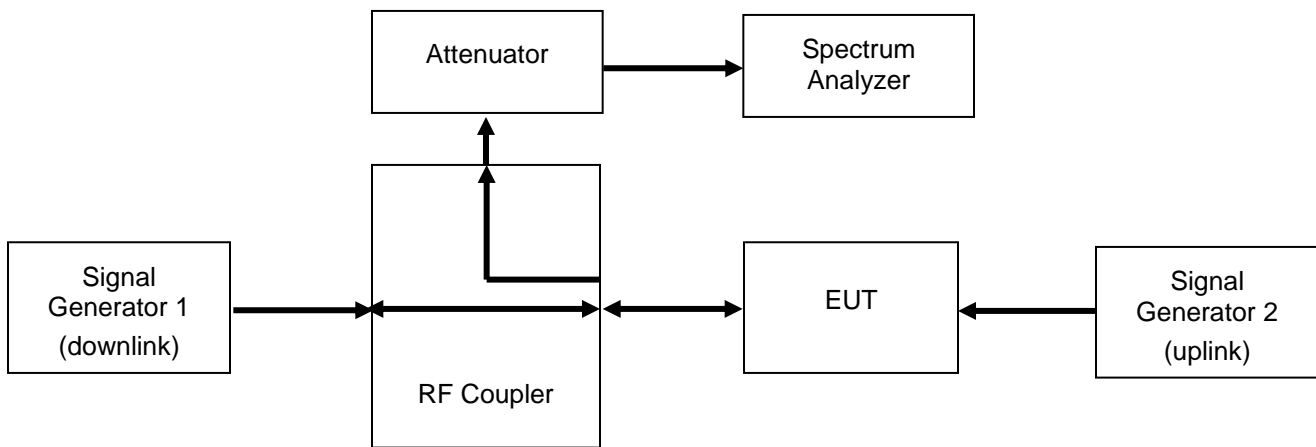 Attenuator
Spectrum
Analyzer
Signal
Generator 1
(downlink)
RF Coupler
EUT
Signal
Generator 2
(uplink)